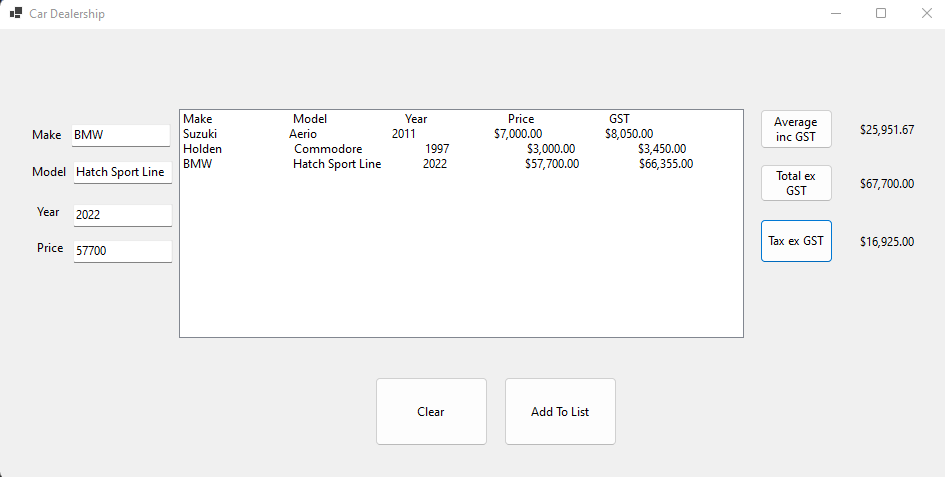 Car Dealership
Make BMW
Model Hatch Sport Line
Year 2022
Price 57700
Make Model Year Price GST
Suzuki Aerio 2011 $7,000.00 $8,050.00
Holden Commodore 1997 $3,000.00 $3,450.00
BMW Hatch Sport Line 2022 $57,700.00 $66,355.00
Average
inc GST
$25,951.67
Total ex
GST
$67,700.00
Tax ex GST $16,925.00
Clear Add To List